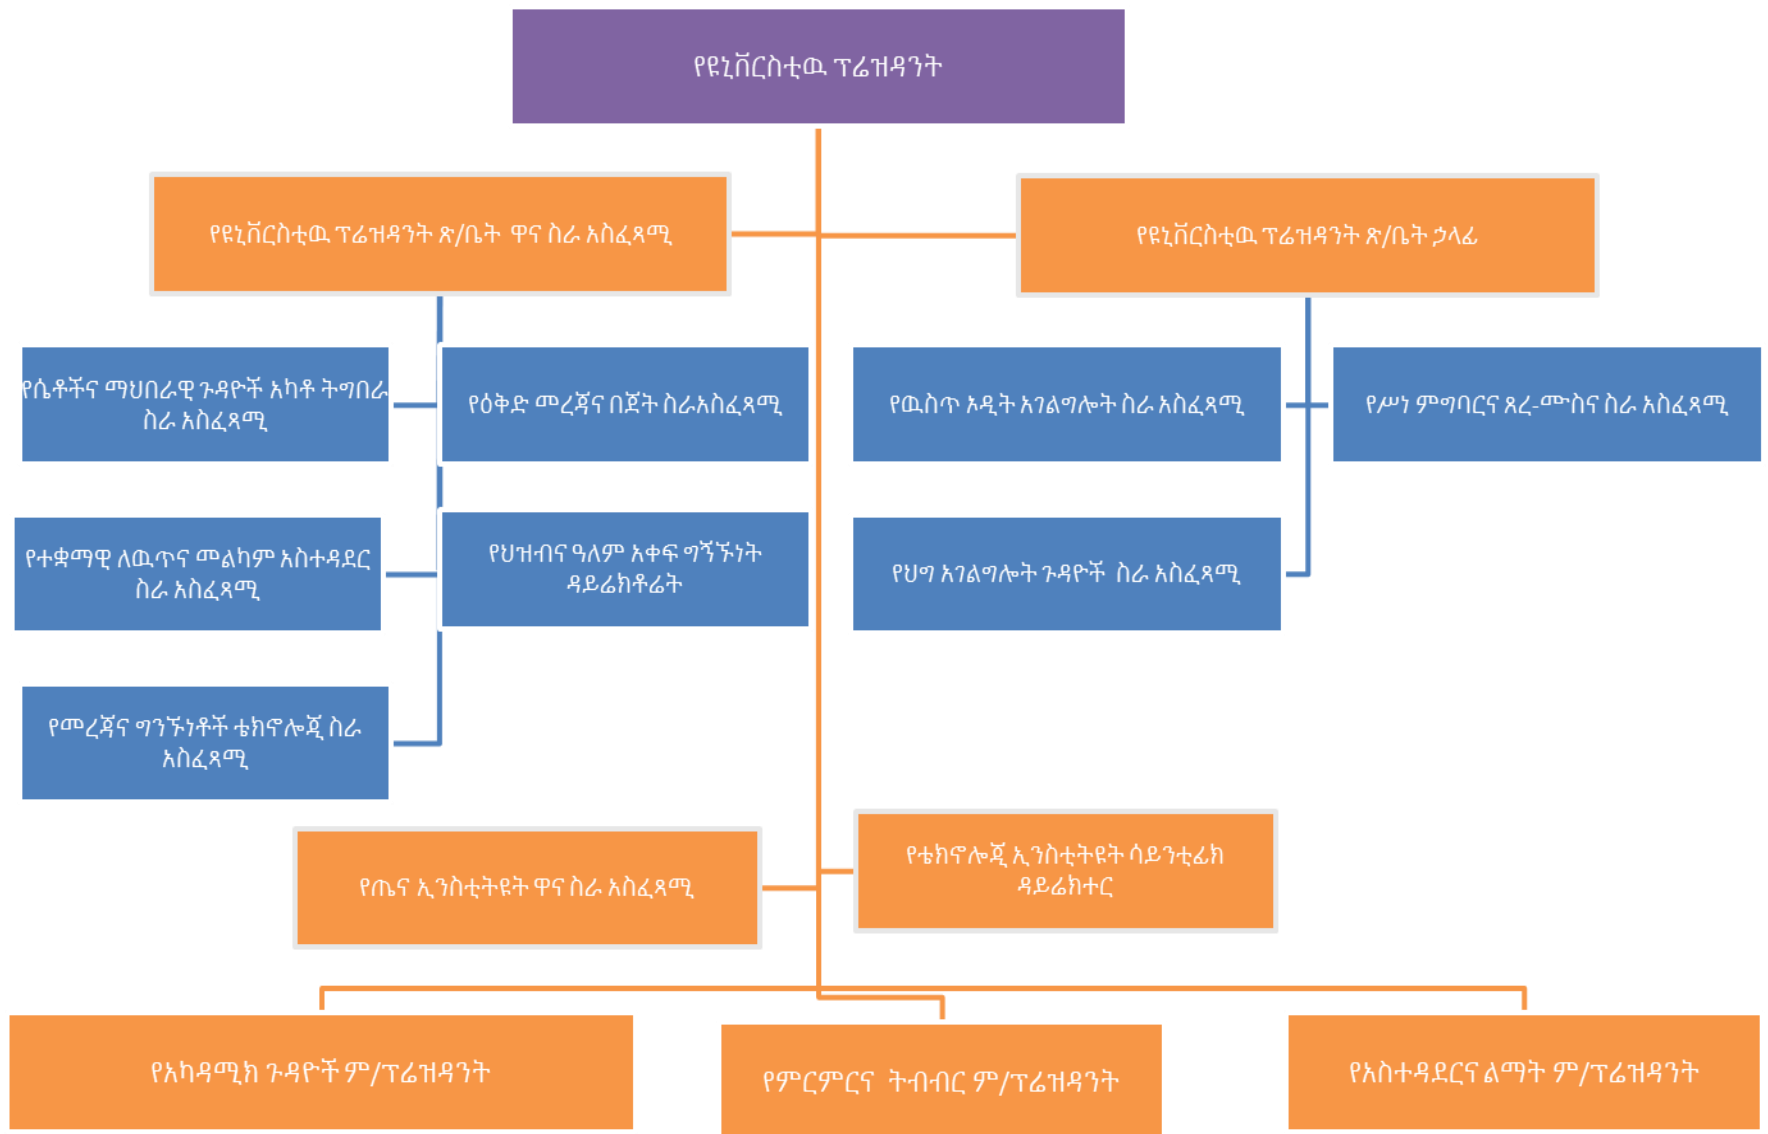 የዩኒቨርስቲዉ ፕሬዝዳንት
የዩኒቨርስቲዉ ፕሬዝዳንት ጽ/ቤት ዋና ስራ አስፈጻሚ
የዩኒቨርስቲዉ ፕሬዝዳንት ጽ/ቤት ኃላፊ
የሴቶችና ማህበራዊ ጉዳዮች አካቶ ትግበራ
ስራ አስፈጻሚ
የዕቅድ መረጃና በጀት ስራአስፈጻሚ
የዉስጥ ኦዲት አገልግሎት ስራ አስፈጻሚ
የሥነ ምግባርና ጸረ-ሙስና ስራ አስፈጻሚ
የተቋማዊ ለዉጥና መልካም አስተዳደር
ስራ አስፈጻሚ
የህዝብና ዓለም አቀፍ ግኝኙነት
ዳይሬክቶሬት
የህግ አገልግሎት ጉዳዮች ስራ አስፈጻሚ
የመረጃና ግንኙነቶች ቴክኖሎጂ ስራ
አስፈጻሚ
የጤና ኢንስቲትዩት ዋና ስራ አስፈጻሚ
የቴክኖሎጂ ኢንስቲትዩት ሳይንቲፊክ
ዳይሬክተር
የአካዳሚክ ጉዳዮች ም/ፕሬዝዳንት
የምርምርና ትብብር ም/ፕሬዝዳንት
የአስተዳደርና ልማት ም/ፕሬዝዳንት